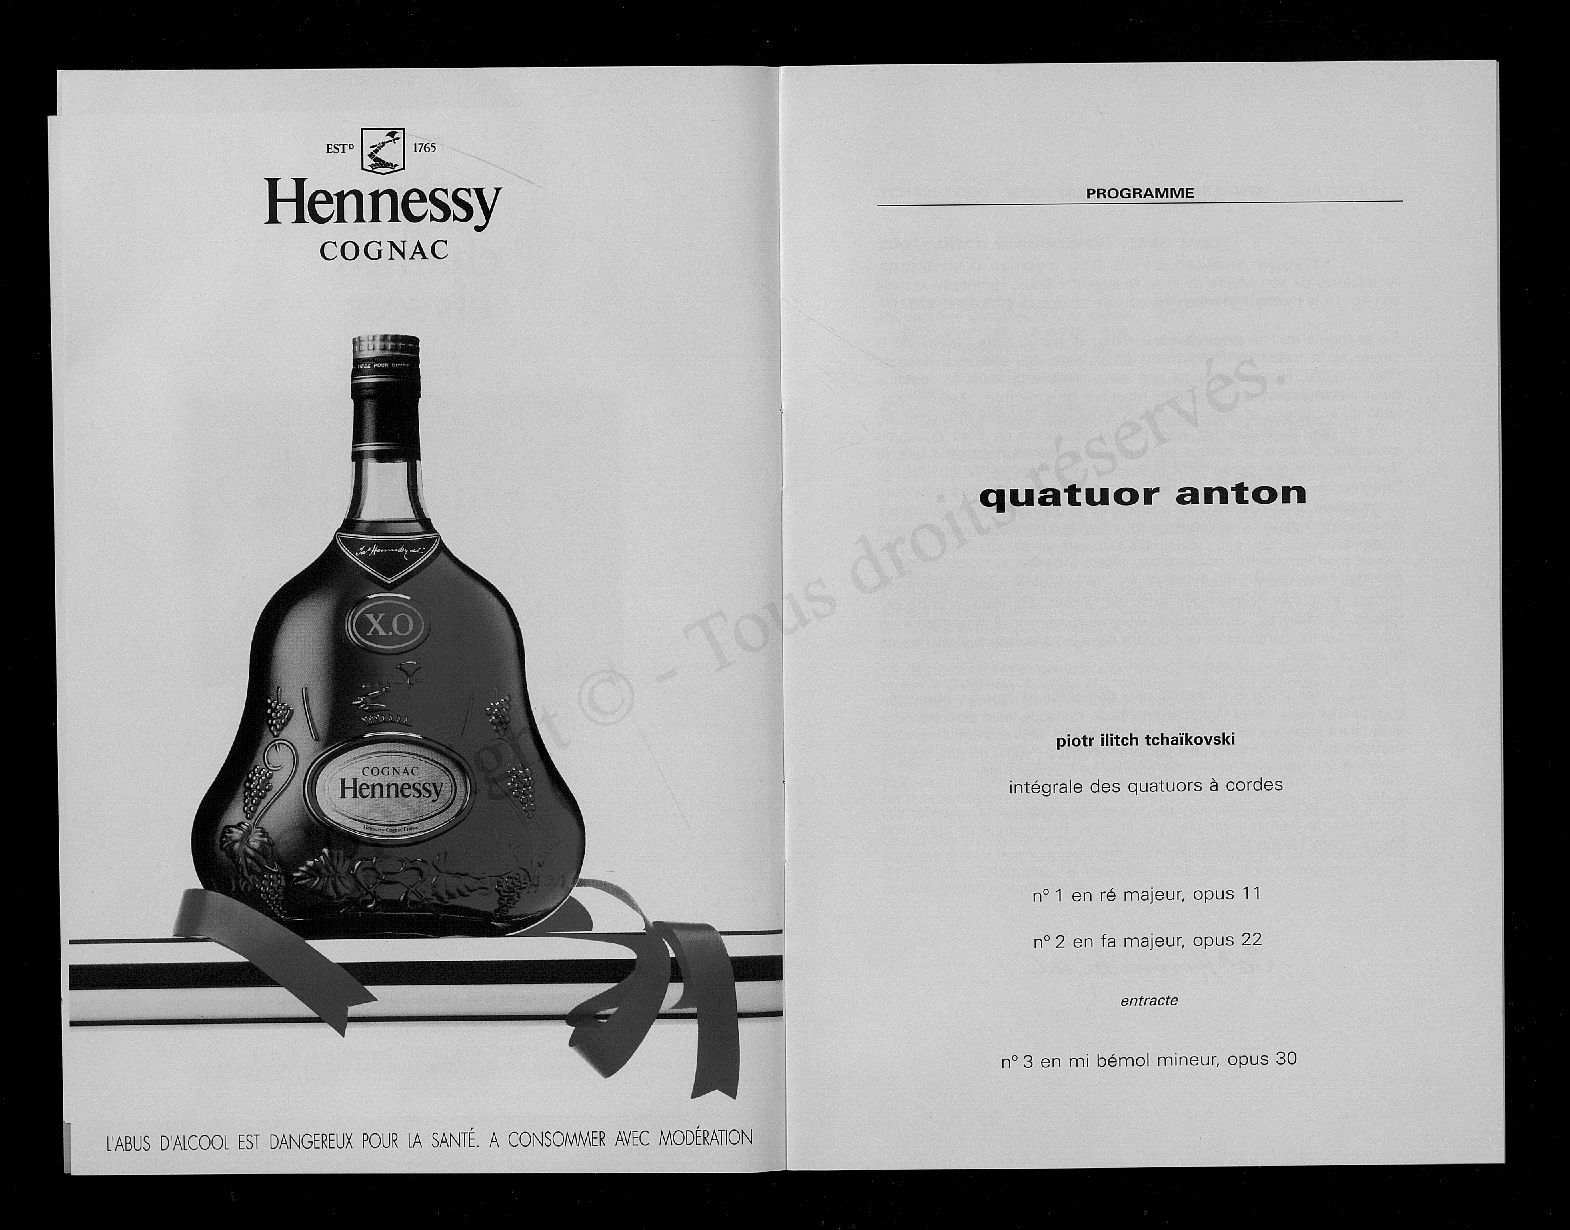 ESTD 1765
Hennessy
COGNAC
X.O
COGNAC
Hennessy
L'ABUS D'ALCOOL EST DANGEREUX POUR LA SANTÉ. A CONSOMMER AVEC MODÉRATION
PROGRAMME
quatuor anton
piotr ilitch tchaïkovski
intégrale des quatuors à cordes
n° 1 en ré majeur, opus 11
n° 2 en fa majeur, opus 22
entracte
n° 3 en mi bémol mineur, opus 30
© - Tous droits réservés.